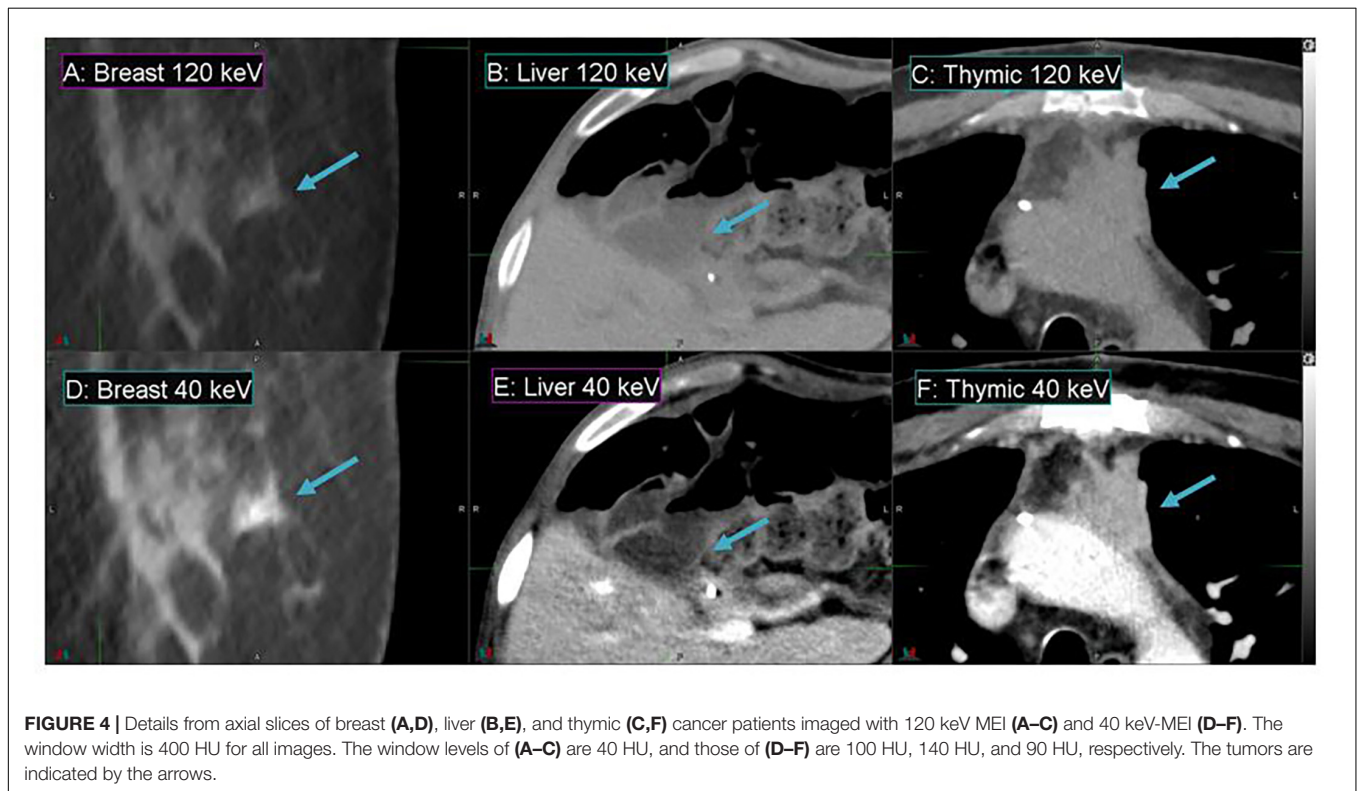 A: Breast 120 keV
B: Liver 120 keV
C: Thymic 120 keV
P
A
A
L
R
R
L
R
L
A
P
D: Breast 40 keV
E: Liver 40 keV
F: Thymic 40 keV
P
A
A
L
R
R
L
R
L
A
P
FIGURE 4 | Details from axial slices of breast (A,D), liver (B,E), and thymic (C,F) cancer patients imaged with 120 keV MEI (A–C) and 40 keV-MEI (D–F). The
window width is 400 HU for all images. The window levels of (A–C) are 40 HU, and those of (D–F) are 100 HU, 140 HU, and 90 HU, respectively. The tumors are
indicated by the arrows.